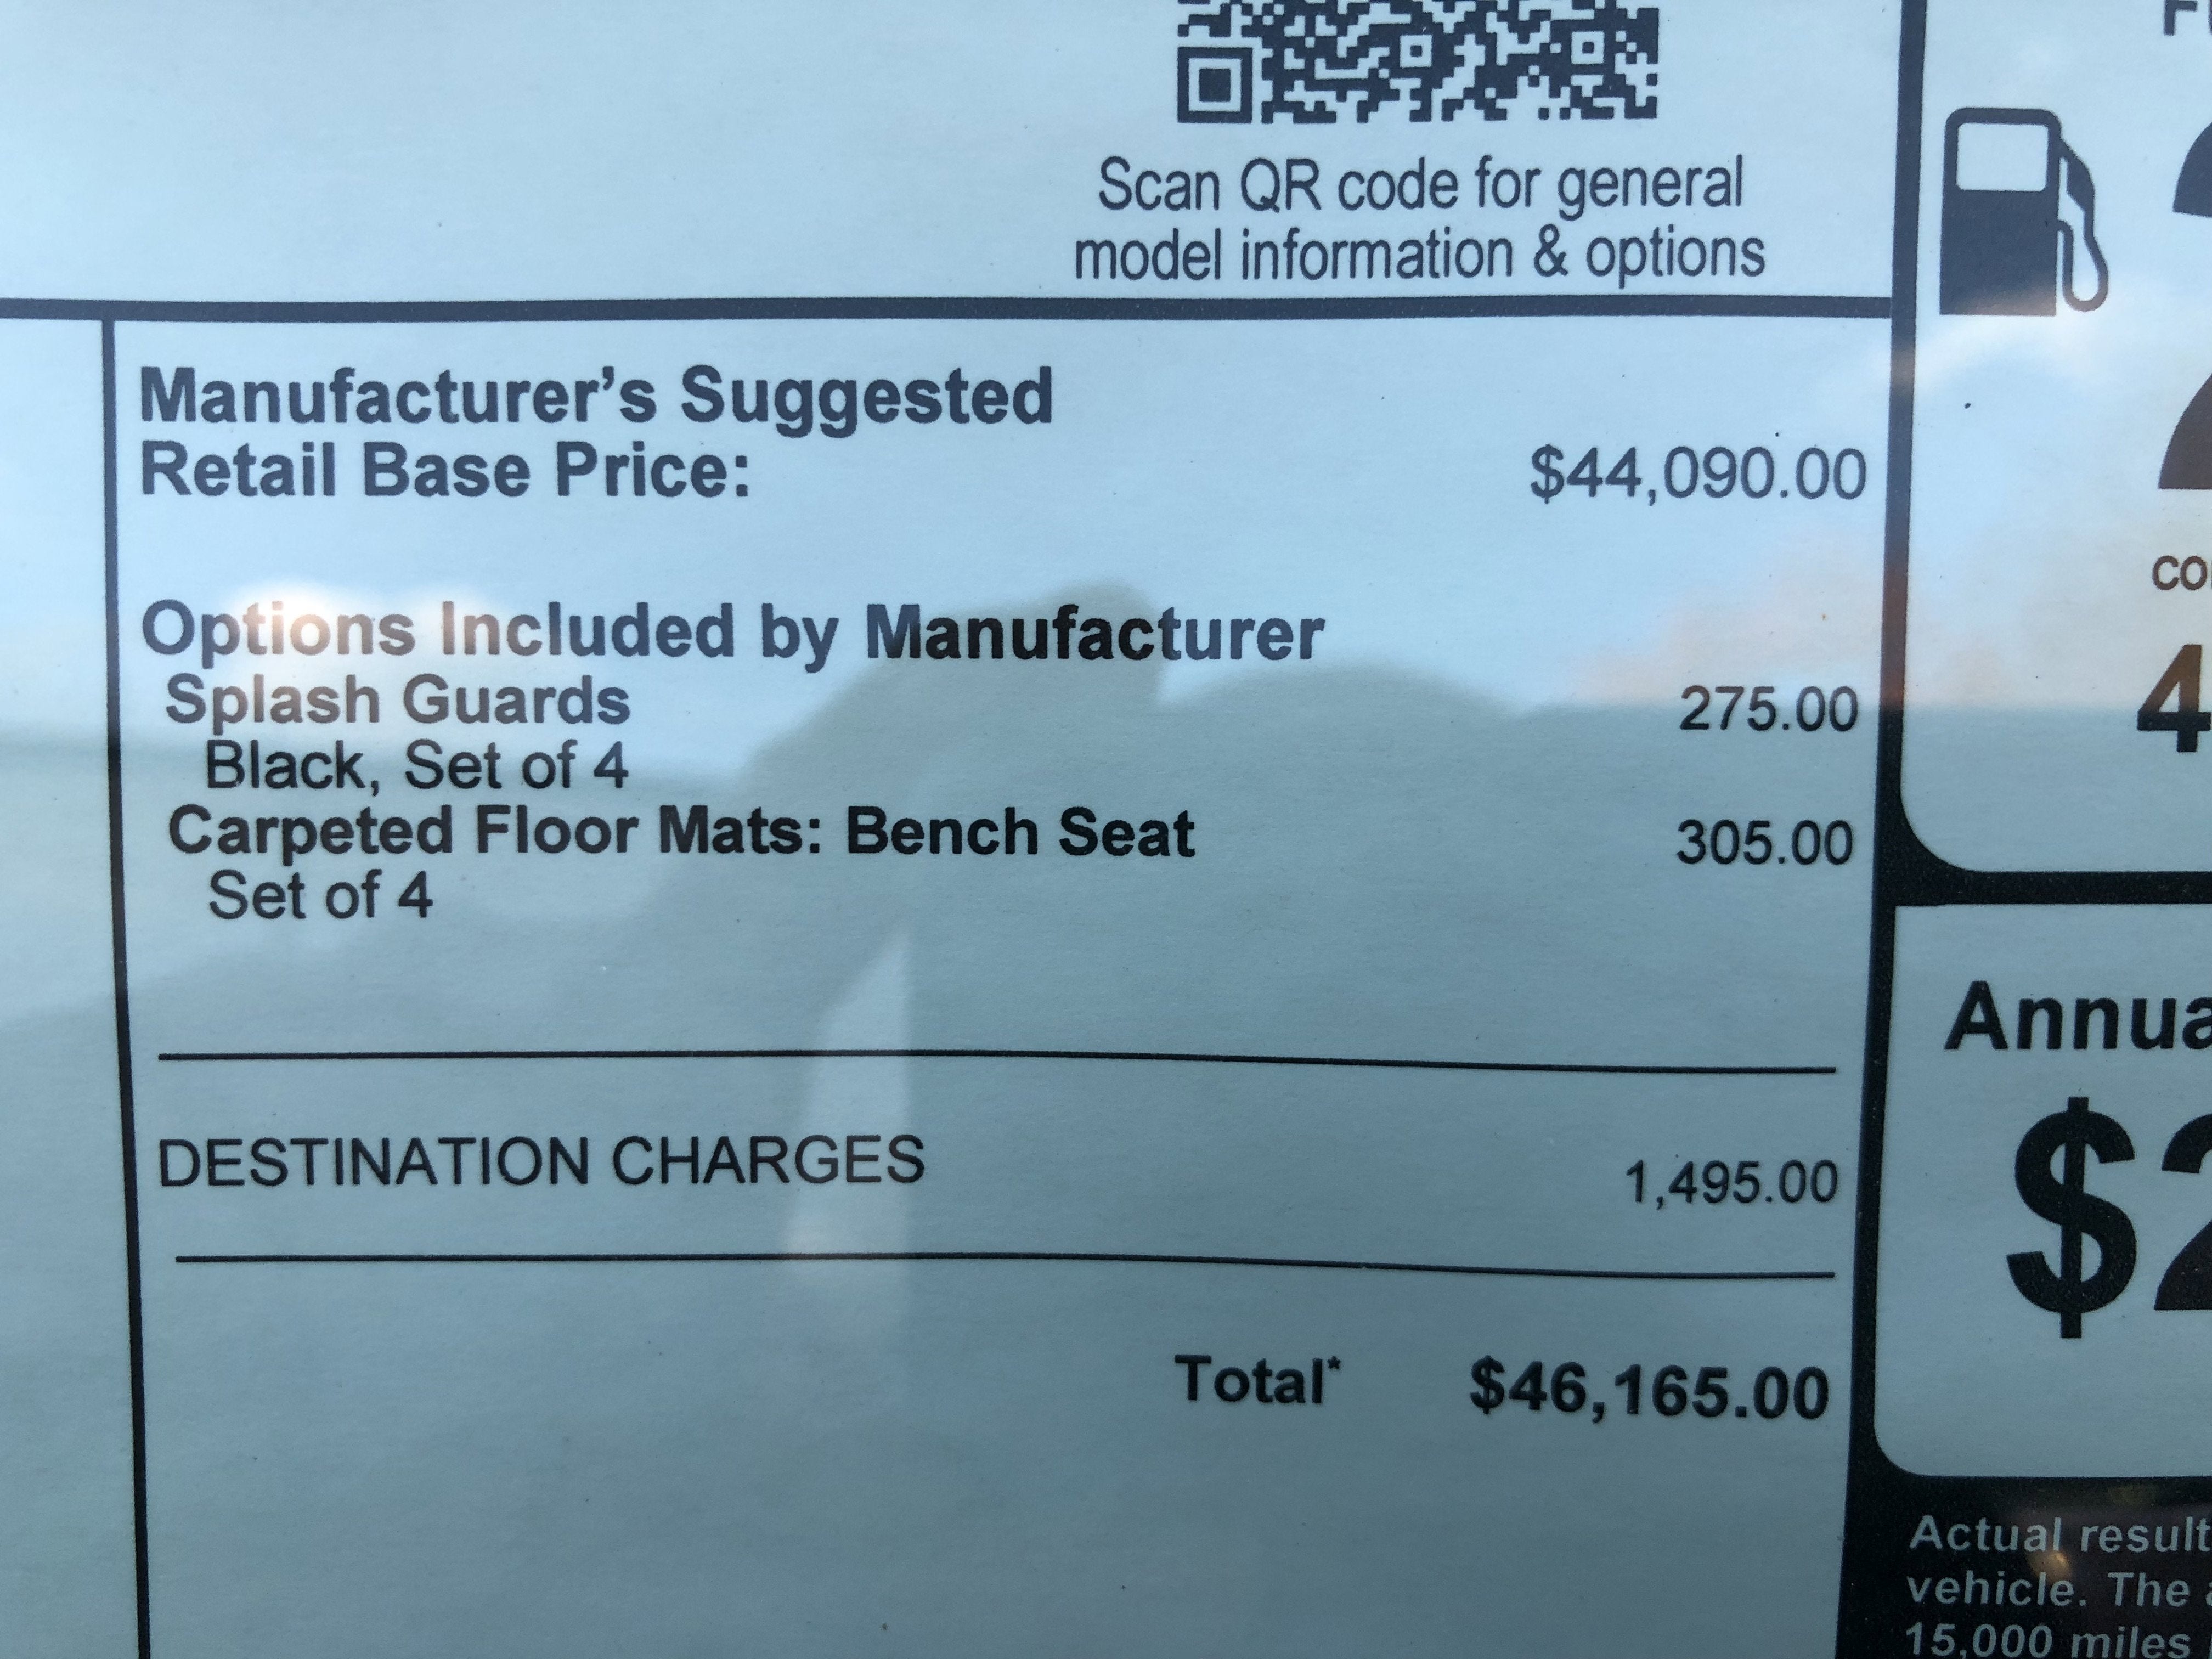 Scan QR code for general
model information & options
Manufacturer's Suggested
Retail Base Price: $44,090.00
Options Included by Manufacturer
Splash Guards 275.00
Black, Set of 4
Carpeted Floor Mats: Bench Seat 305.00
Set of 4
DESTINATION CHARGES 1,495.00
Total* $46,165.00
4
Annua
$2
Actual result
vehicle. The
15,000 miles